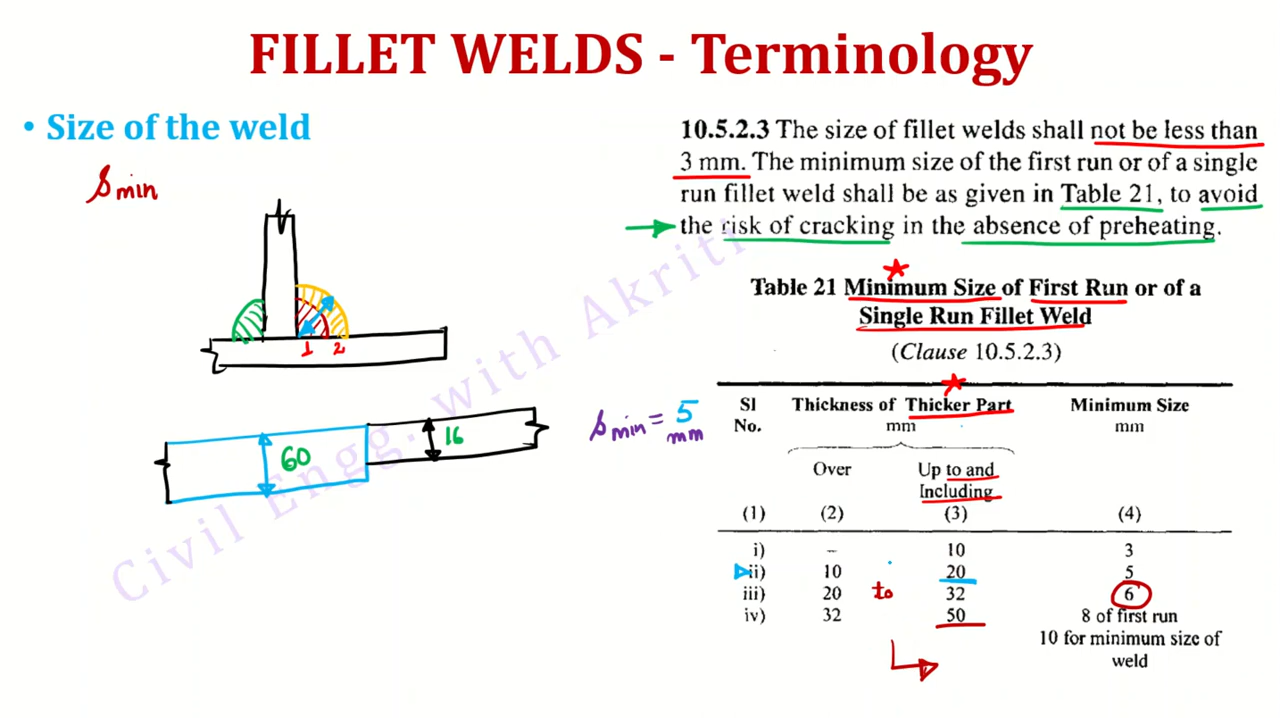 FILLET WELDS - Terminology
• Size of the weld
Smin
1 2
60
16
Civil Engg. with Akriti
10.5.2.3 The size of fillet welds shall not be less than
3 mm. The minimum size of the first run or of a single
run fillet weld shall be as given in Table 21, to avoid
the risk of cracking in the absence of preheating.
Table 21 Minimum Size of First Run or of a
Single Run Fillet Weld
(Clause 10.5.2.3)
Smin = 5 mm
Sl No. Thickness of Thicker Part mm Minimum Size mm
Over Up to and Including
(1) (2) (3) (4)
i) – 10 3
ii) 10 20 5
iii) 20 to 32 6
iv) 32 50 8 of first run
10 for minimum size of
weld